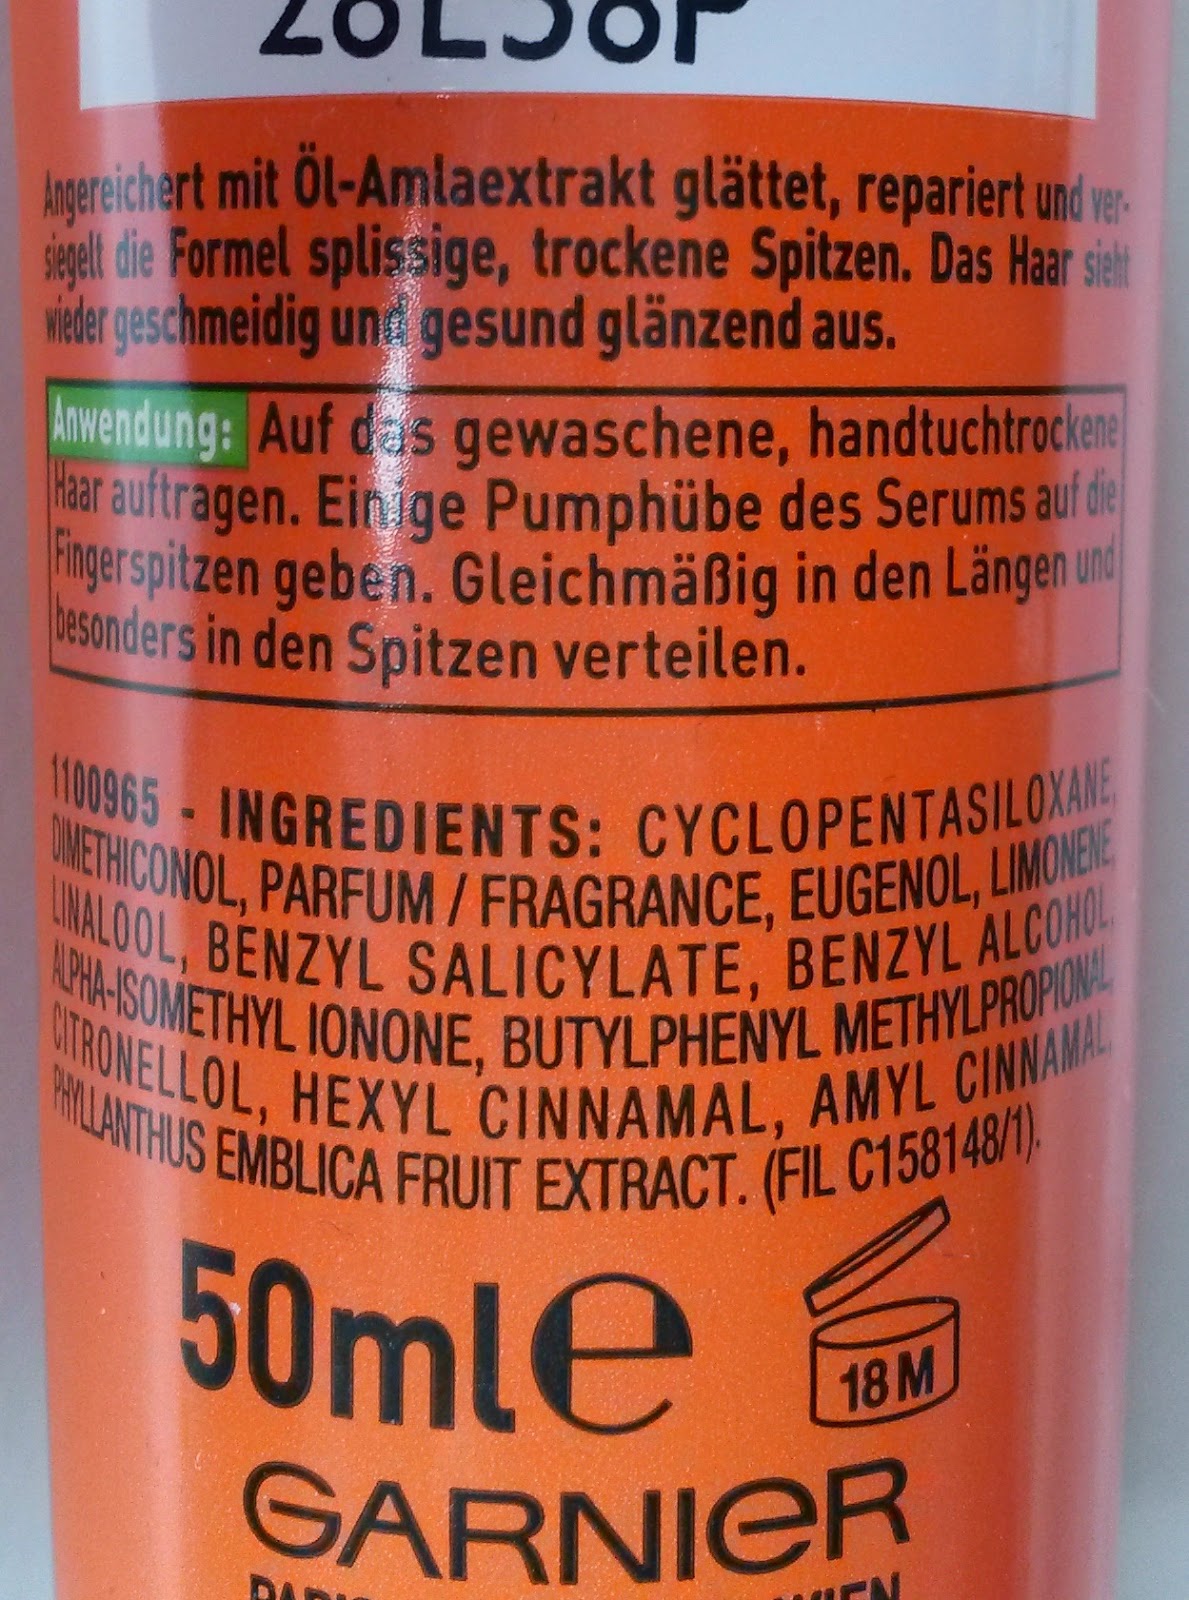 Angereichert mit Öl-Amlaextrakt glättet, repariert und ver-
siegelt die Formel splissige, trockene Spitzen. Das Haar sieht
wieder geschmeidig und gesund glänzend aus.
Anwendung: Auf das gewaschene, handtuchtrockene
Haar auftragen. Einige Pumphübe des Serums auf die
Fingerspitzen geben. Gleichmäßig in den Längen und
besonders in den Spitzen verteilen.
1100965 - INGREDIENTS: CYCLOPENTASILOXANE,
DIMETHICONOL, PARFUM / FRAGRANCE, EUGENOL, LIMONENE,
LINALOOL, BENZYL SALICYLATE, BENZYL ALCOHOL,
ALPHA-ISOMETHYL IONONE, BUTYLPHENYL METHYLPROPIONAL,
CITRONELLOL, HEXYL CINNAMAL, AMYL CINNAMAL,
PHYLLANTHUS EMBLICA FRUIT EXTRACT. (FIL C158148/1).
50ml e
18 M
GARNIER
WIEN